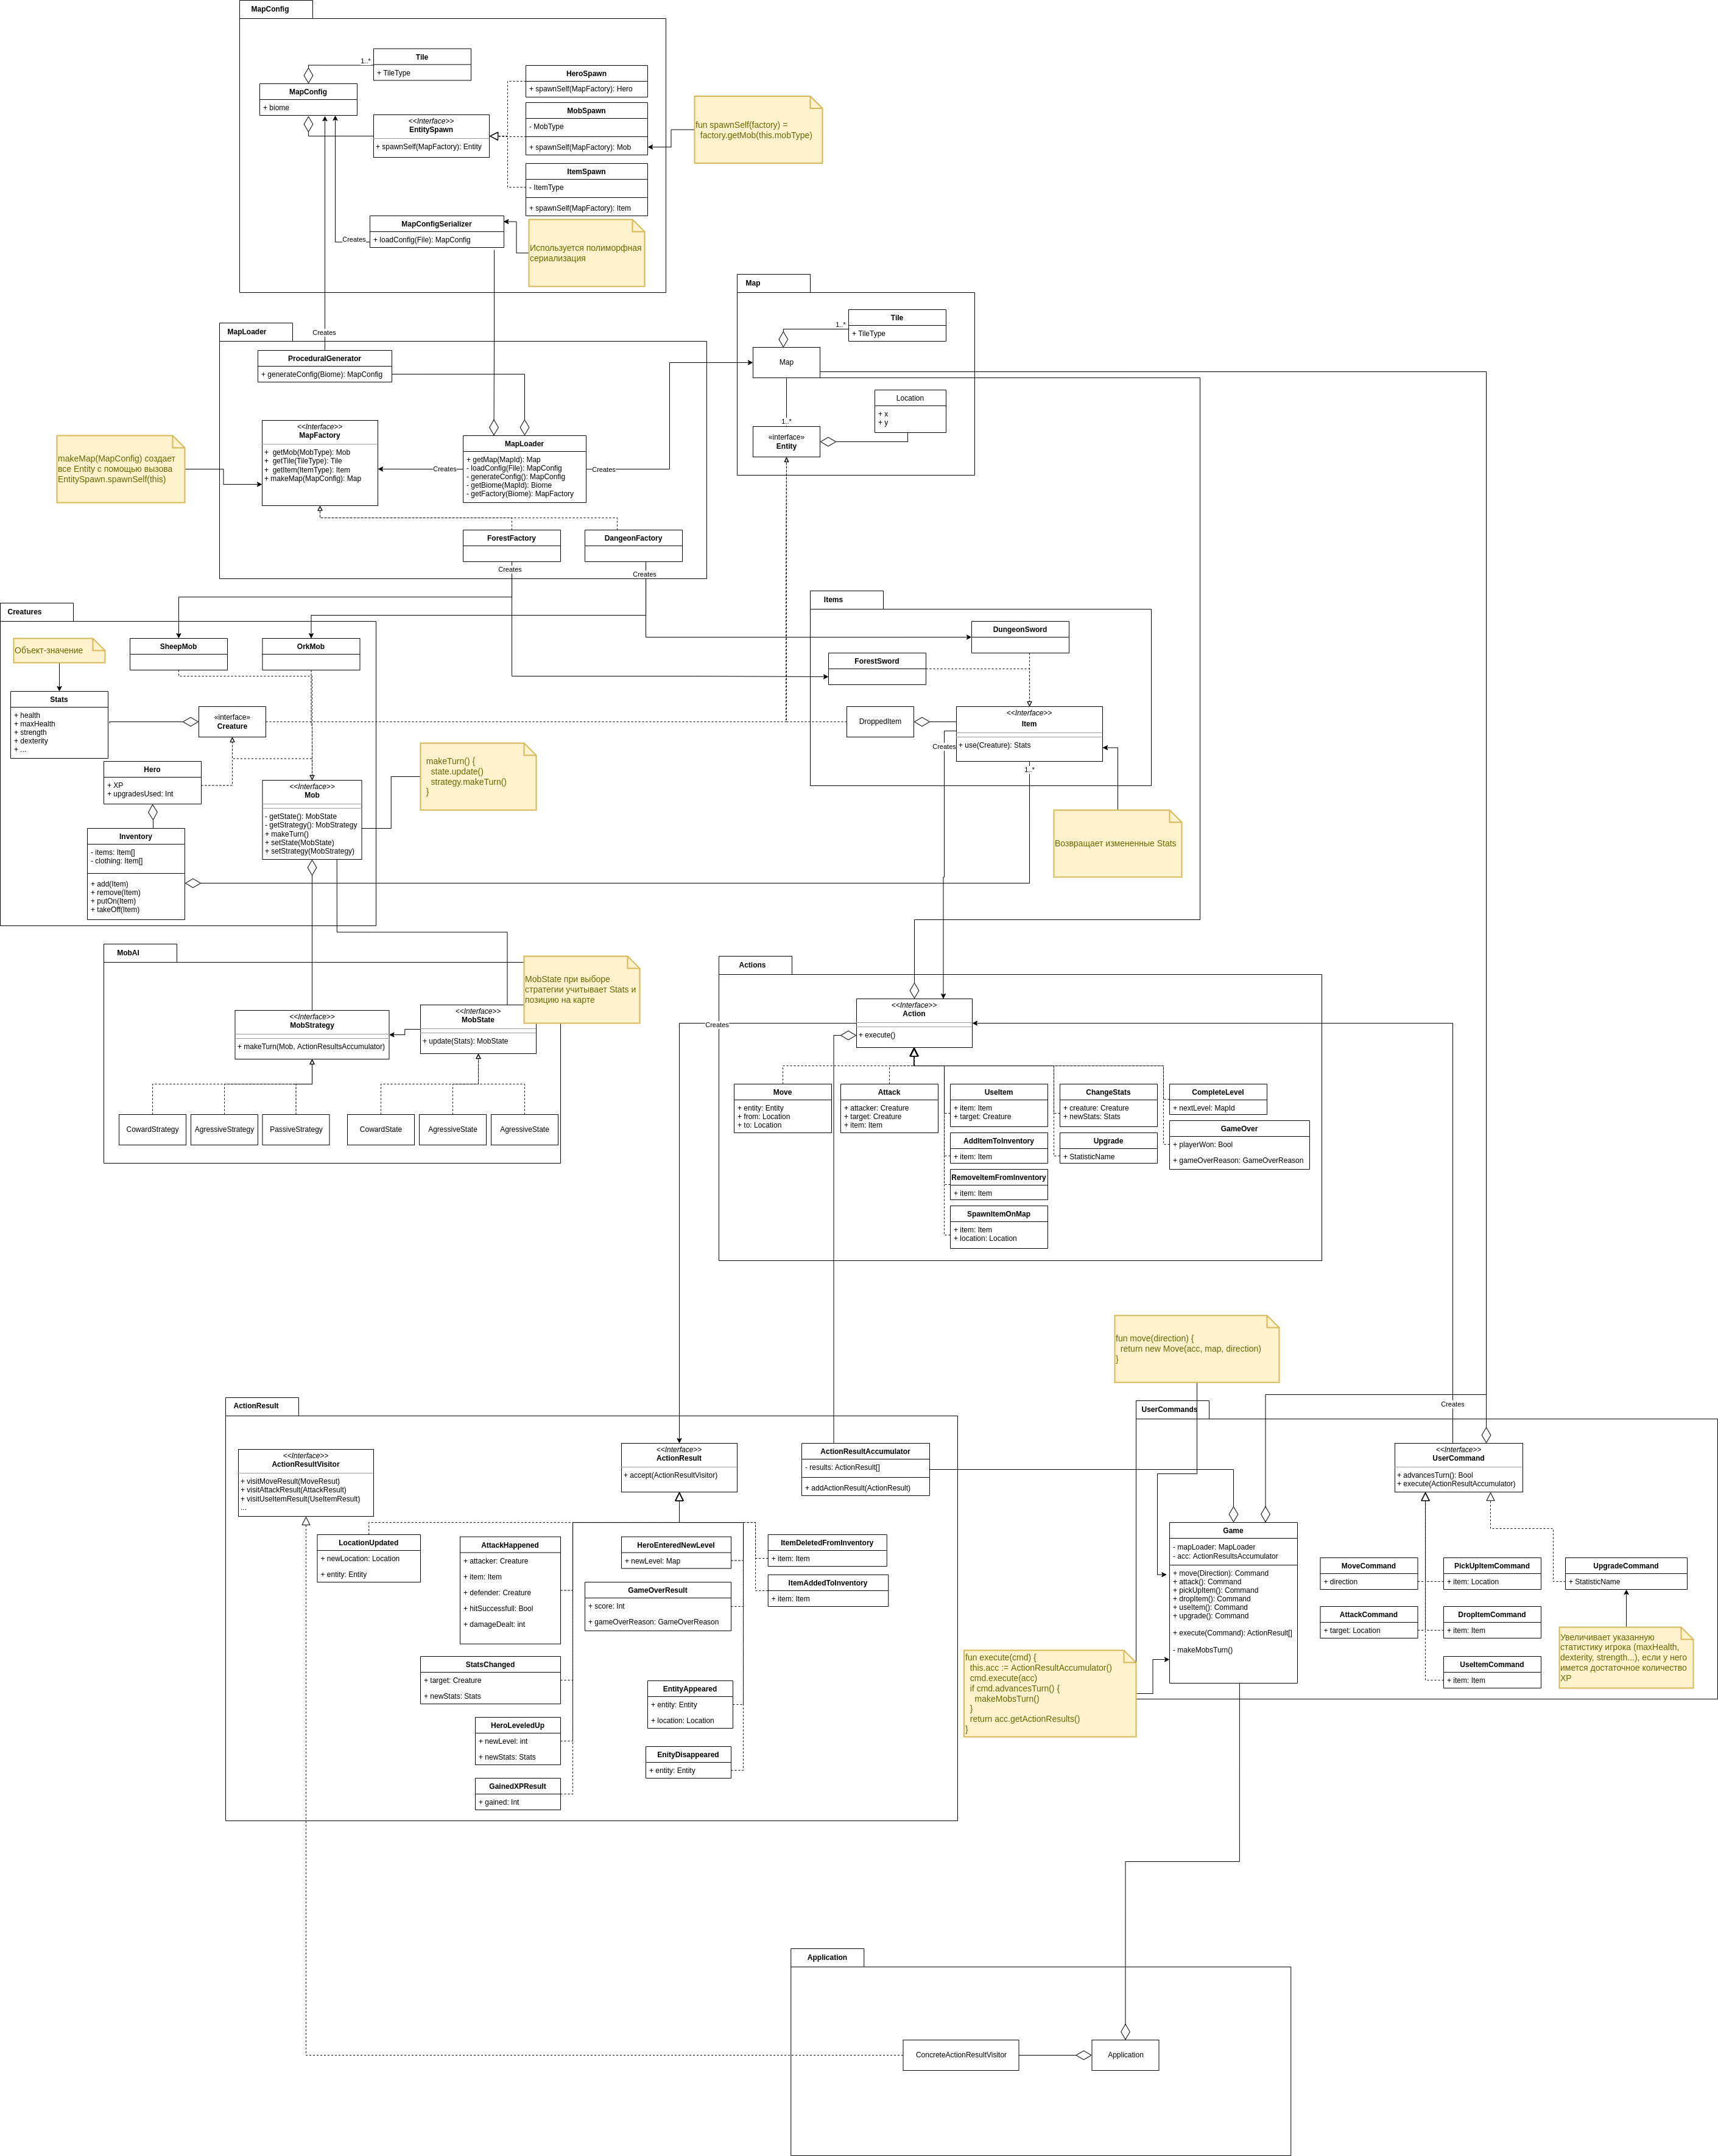 MapConfig
Tile
+ TileType
1..*
MapConfig
+ biome
<<Interface>>
EntitySpawn
+ spawnSelf(MapFactory): Entity
HeroSpawn
+ spawnSelf(MapFactory): Hero
MobSpawn
- MobType
+ spawnSelf(MapFactory): Mob
ItemSpawn
- ItemType
+ spawnSelf(MapFactory): Item
fun spawnSelf(factory) =
factory.getMob(this.mobType)
MapConfigSerializer
+ loadConfig(File): MapConfig
Creates
Используется полиморфная
сериализация
Map
Tile
+ TileType
1..*
Map
Location
+ x
+ y
1..*
«interface»
Entity
MapLoader
Creates
ProceduralGenerator
+ generateConfig(Biome): MapConfig
<<Interface>>
MapFactory
+  getMob(MobType): Mob
+  getTile(TileType): Tile
+  getItem(ItemType): Item
+ makeMap(MapConfig): Map
Creates
MapLoader
+ getMap(MapId): Map
- loadConfig(File): MapConfig
- generateConfig(): MapConfig
- getBiome(MapId): Biome
- getFactory(Biome): MapFactory
Creates
makeMap(MapConfig) создает
все Entity с помощью вызова
EntitySpawn.spawnSelf(this)
ForestFactory
DangeonFactory
Creates
Creates
Creatures
Объект-значение
SheepMob
OrkMob
Stats
+ health
+ maxHealth
+ strength
+ dexterity
+ ...
«interface»
Creature
Hero
+ XP
+ upgradesUsed: Int
<<Interface>>
Mob
- getState(): MobState
- getStrategy(): MobStrategy
+ makeTurn()
+ setState(MobState)
+ setStrategy(MobStrategy)
makeTurn() {
state.update()
strategy.makeTurn()
}
Inventory
- items: Item[]
- clothing: Item[]
+ add(Item)
+ remove(Item)
+ putOn(Item)
+ takeOff(Item)
Items
DungeonSword
ForestSword
DroppedItem
<<Interface>>
Item
+ use(Creature): Stats
Creates
1..*
Возвращает измененные Stats
MobAI
MobState при выборе
стратегии учитывает Stats и
позицию на карте
<<Interface>>
MobStrategy
+ makeTurn(Mob, ActionResultsAccumulator)
<<Interface>>
MobState
+ update(Stats): MobState
CowardStrategy
AgressiveStrategy
PassiveStrategy
CowardState
AgressiveState
AgressiveState
Actions
<<Interface>>
Action
+ execute()
Creates
Move
+ entity: Entity
+ from: Location
+ to: Location
Attack
+ attacker: Creature
+ target: Creature
+ item: Item
UseItem
+ item: Item
+ target: Creature
ChangeStats
+ creature: Creature
+ newStats: Stats
CompleteLevel
+ nextLevel: MapId
AddItemToInventory
+ item: Item
Upgrade
+ StatisticName
GameOver
+ playerWon: Bool
+ gameOverReason: GameOverReason
RemoveItemFromInventory
+ item: Item
SpawnItemOnMap
+ item: Item
+ location: Location
fun move(direction) {
return new Move(acc, map, direction)
}
ActionResult
<<Interface>>
ActionResultVisitor
+ visitMoveResult(MoveResut)
+ visitAttackResult(AttackResult)
+ visitUseItemResult(UseItemResult)
...
<<Interface>>
ActionResult
+ accept(ActionResultVisitor)
ActionResultAccumulator
- results: ActionResult[]
+ addActionResult(ActionResult)
LocationUpdated
+ newLocation: Location
+ entity: Entity
AttackHappened
+ attacker: Creature
+ item: Item
+ defender: Creature
+ hitSuccessfull: Bool
+ damageDealt: int
HeroEnteredNewLevel
+ newLevel: Map
GameOverResult
+ score: Int
+ gameOverReason: GameOverReason
ItemDeletedFromInventory
+ item: Item
ItemAddedToInventory
+ item: Item
StatsChanged
+ target: Creature
+ newStats: Stats
EntityAppeared
+ entity: Entity
+ location: Location
HeroLeveledUp
+ newLevel: int
+ newStats: Stats
EnityDisappeared
+ entity: Entity
GainedXPResult
+ gained: Int
UserCommands
Creates
<<Interface>>
UserCommand
+ advancesTurn(): Bool
+ execute(ActionResultAccumulator)
Game
- mapLoader: MapLoader
- acc: ActionResultsAccumulator
+ move(Direction): Command
+ attack(): Command
+ pickUpItem(): Command
+ dropItem(): Command
+ useItem(): Command
+ upgrade(): Command
+ execute(Command): ActionResult[]
- makeMobsTurn()
MoveCommand
+ direction
PickUpItemCommand
+ item: Location
UpgradeCommand
+ StatisticName
AttackCommand
+ target: Location
DropItemCommand
+ item: Item
UseItemCommand
+ item: Item
Увеличивает указанную
статистику игрока (maxHealth,
dexterity, strength...), если у него
имется достаточное количество
XP
fun execute(cmd) {
this.acc := ActionResultAccumulator()
cmd.execute(acc)
if cmd.advancesTurn() {
makeMobsTurn()
}
return acc.getActionResults()
}
Application
ConcreteActionResultVisitor
Application